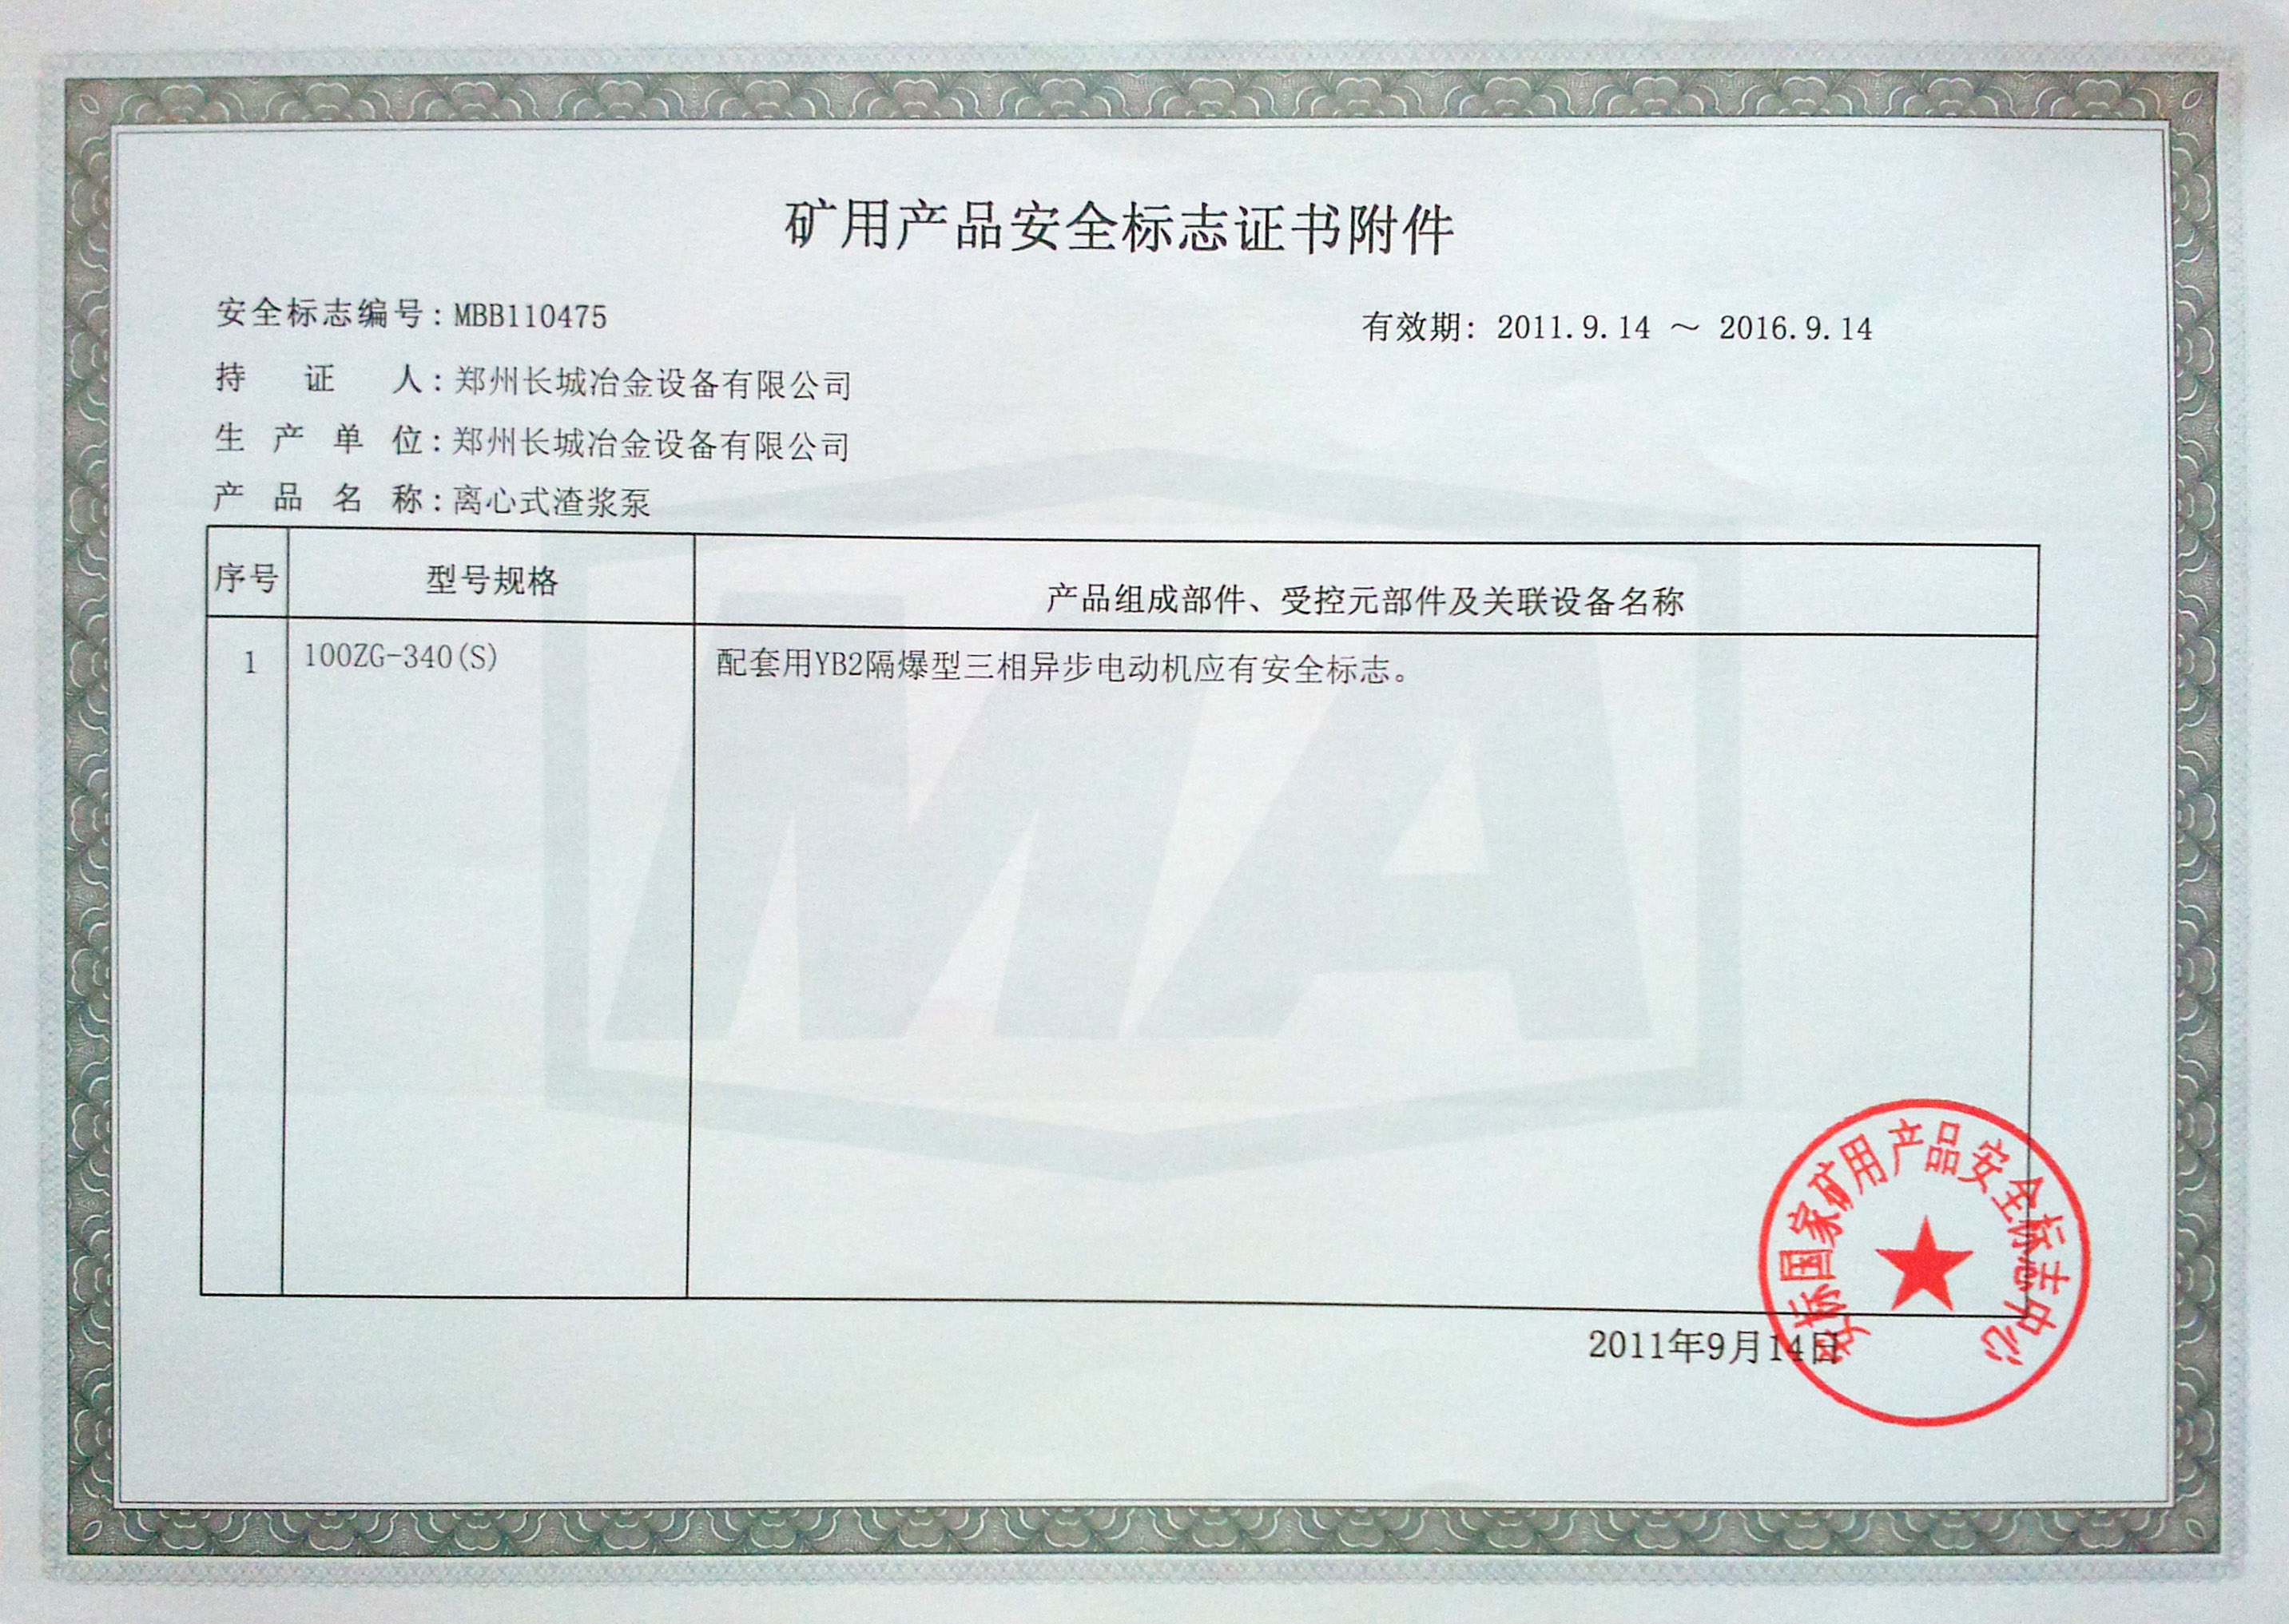 矿用产品安全标志证书附件
安全标志编号:MBB110475
有效期: 2011.9.14 ～ 2016.9.14
持证人:郑州长城冶金设备有限公司
生产单位:郑州长城冶金设备有限公司
产品名称:离心式渣浆泵
序号 型号规格 产品组成部件、受控元部件及关联设备名称
1 100ZG-340(S) 配套用YB2隔爆型三相异步电动机应有安全标志。
MA
安标国家矿用产品安全标志中心
2011年9月14日